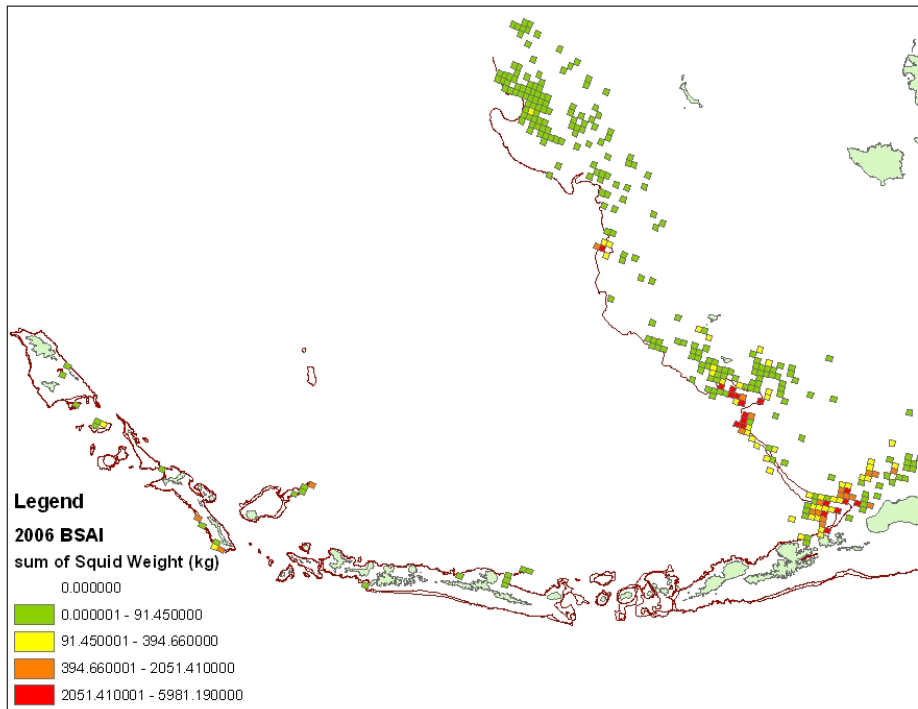 Legend
2006 BSAI
sum of Squid Weight (kg)
0.000000
0.000001 - 91.450000
91.450001 - 394.660000
394.660001 - 2051.410000
2051.410001 - 5981.190000